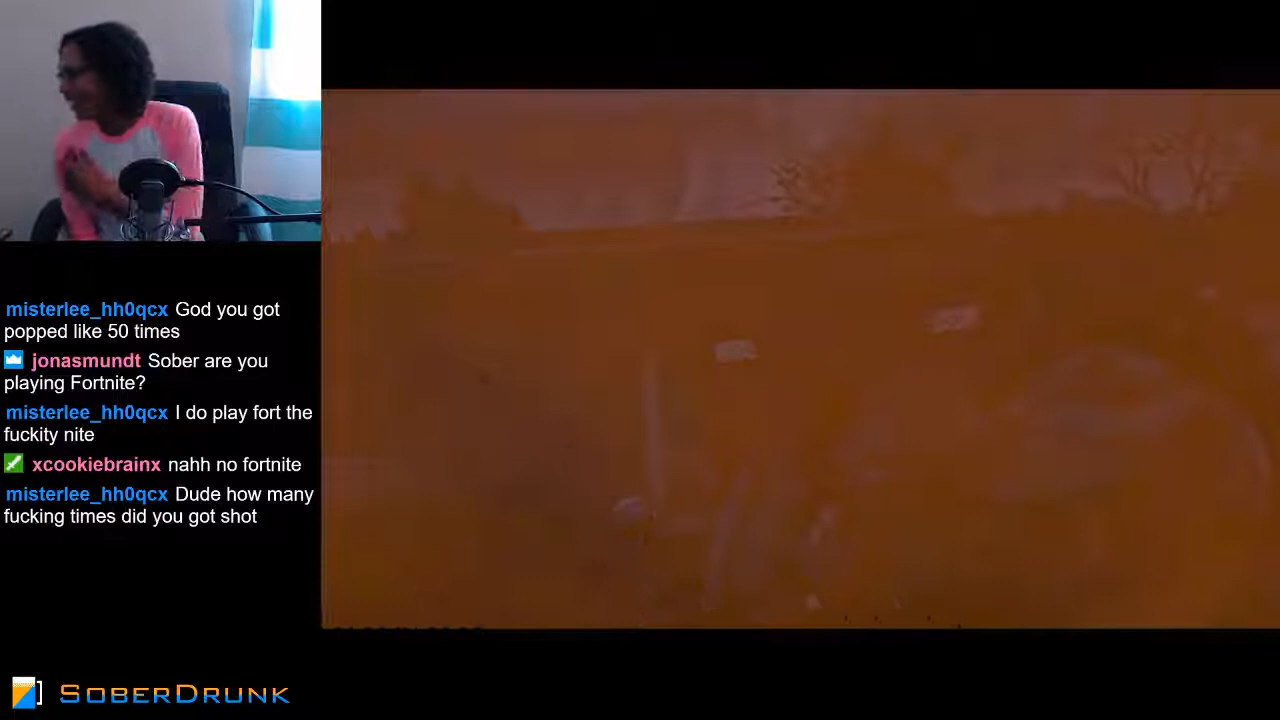 misterlee_hh0qcx God you got
popped like 50 times
jonasmundt Sober are you
playing Fortnite?
misterlee_hh0qcx I do play fort the
fuckity nite
xcookiebrainx nahh no fortnite
misterlee_hh0qcx Dude how many
fucking times did you got shot
SOBERDRUNK